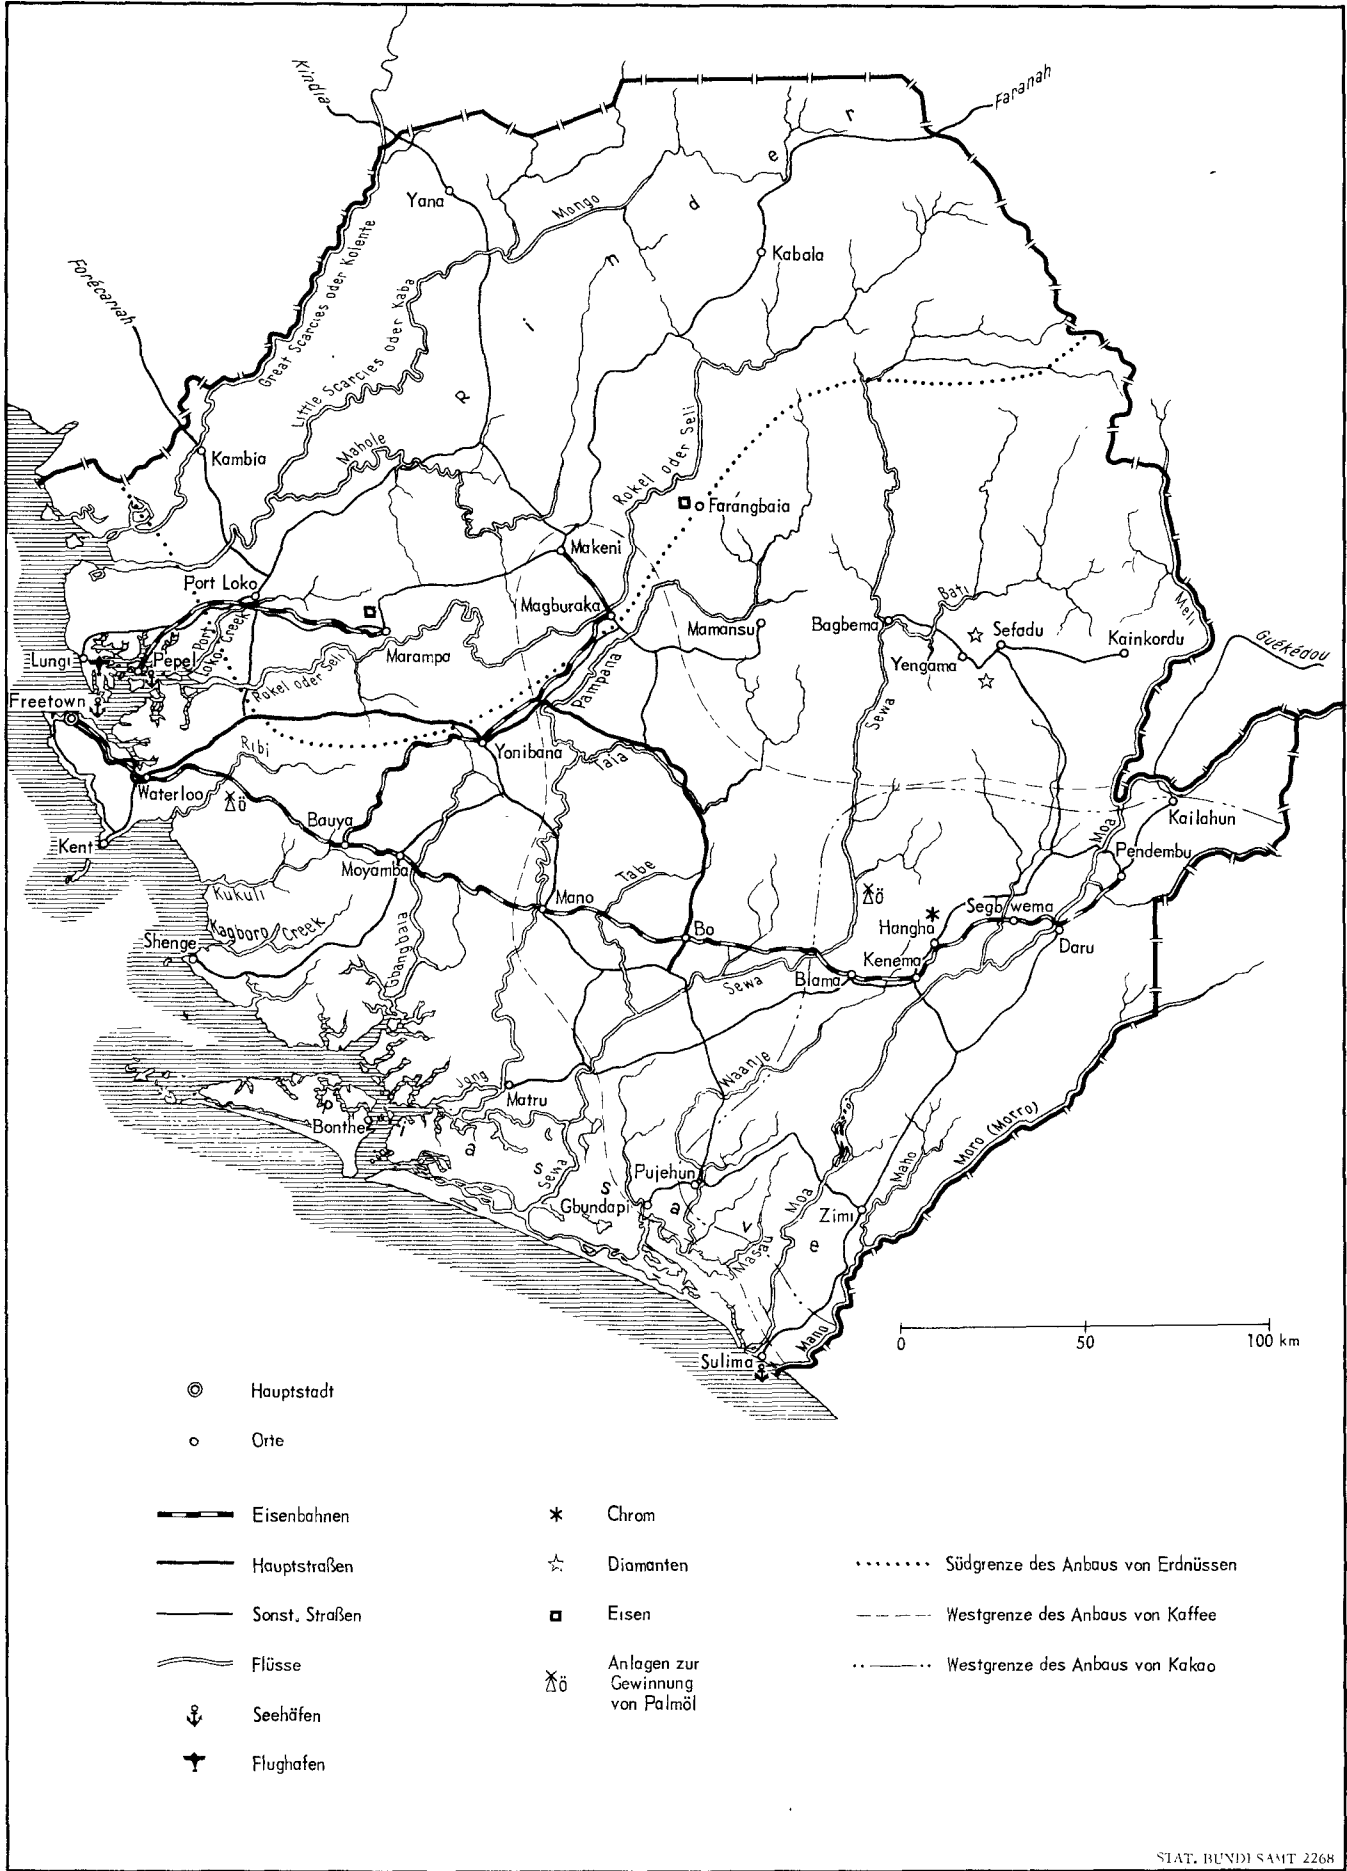 Kindia
Faranah
Yana
Mongo
Kabala
Forécariah
Great Scarcies oder Kolente
Little Scarcies oder Kaba
R i n d e r
Kambia
Mahole
Rokel oder Seli
Farangbaia
Makeni
Port Loko
Magburaka
Mamansu
Bagbema
Bafi
Sefadu
Yengama
Kainkordu
Meli
Guékédou
Lungi
Pepel
Port
Loko Creek
Marampa
Rokel oder Seli
Pampana
Sewa
Freetown
Ribi
Yonibana
Taia
Waterloo
Ö
Kent
Bauya
Moyamba
Kailahun
Moa
Pendembu
Kukuli
Tabe
Mano
Ö
Kagboro Creek
Shenge
Gbangbaia
Bo
Hangha
Segbwema
Kenema
Daru
Blama
Sewa
Jong
Matru
Waanje
Bonthe
Moro (Morro)
Maho
P i a s s a v e
Sewa
Pujehun
Gbundapi
Moa
Zimi
Masau
Mano
Sulima
0 50 100 km
Hauptstadt
Orte
Eisenbahnen
Hauptstraßen
Sonst. Straßen
Flüsse
Seehäfen
Flughafen
Chrom
Diamanten
Eisen
Ö
Anlagen zur
Gewinnung
von Palmöl
Südgrenze des Anbaus von Erdnüssen
Westgrenze des Anbaus von Kaffee
Westgrenze des Anbaus von Kakao
STAT. BUNDESAMT 2268